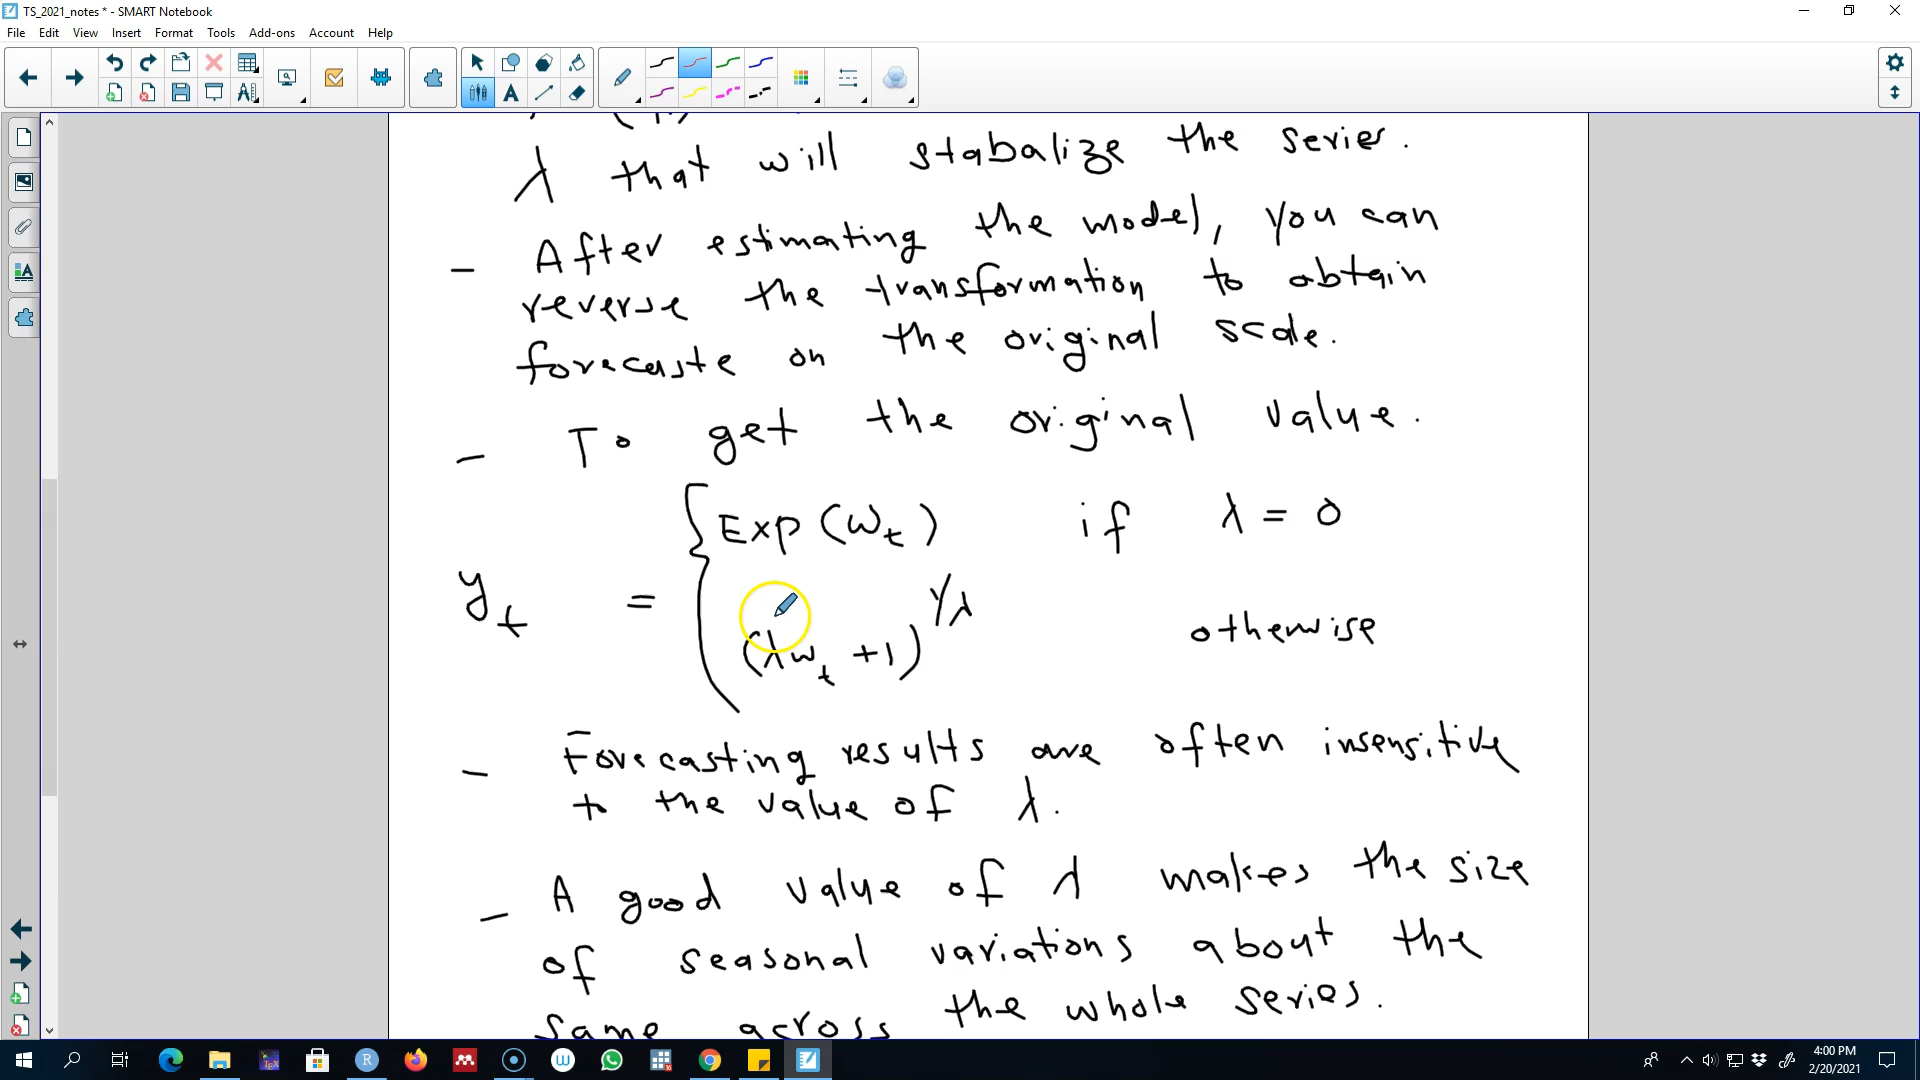 TS_2021_notes * - SMART Notebook
File Edit View Insert Format Tools Add-ons Account Help
λ that will stabalize the series.
- After estimating the model, you can
reverse the transformation to obtain
forecaste on the original scale.
- To get the original value.
Exp (Wt) if λ = 0
yt =
(λwt +1) 1/λ otherwise
- Forecasting results are often insensitive
to the value of λ.
- A good value of λ makes the size
of seasonal variations about the
same across the whole series.
4:00 PM
2/20/2021